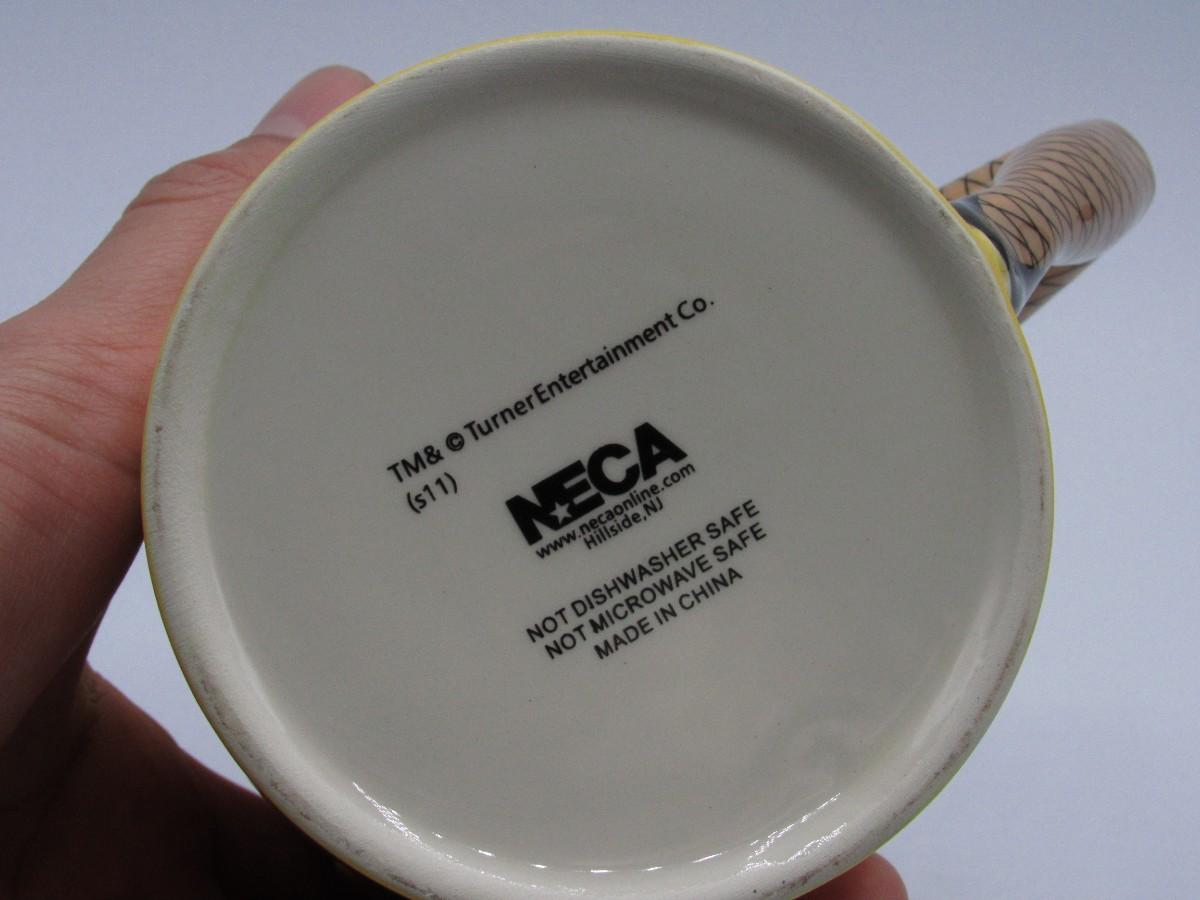 TM& © Turner Entertainment Co.
(s11)
NECA
www.necaonline.com
Hillside,NJ
NOT DISHWASHER SAFE
NOT MICROWAVE SAFE
MADE IN CHINA